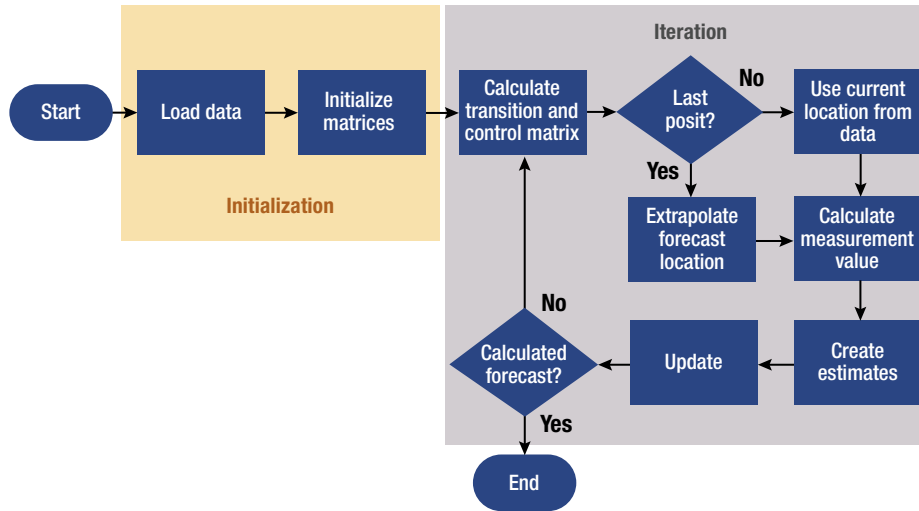 Iteration
Start
Load data
Initialize
matrices
Calculate
transition and
control matrix
Last
posit?
No
Use current
location from
data
Yes
Initialization
Extrapolate
forecast
location
Calculate
measurement
value
No
Calculated
forecast?
Update
Create
estimates
Yes
End